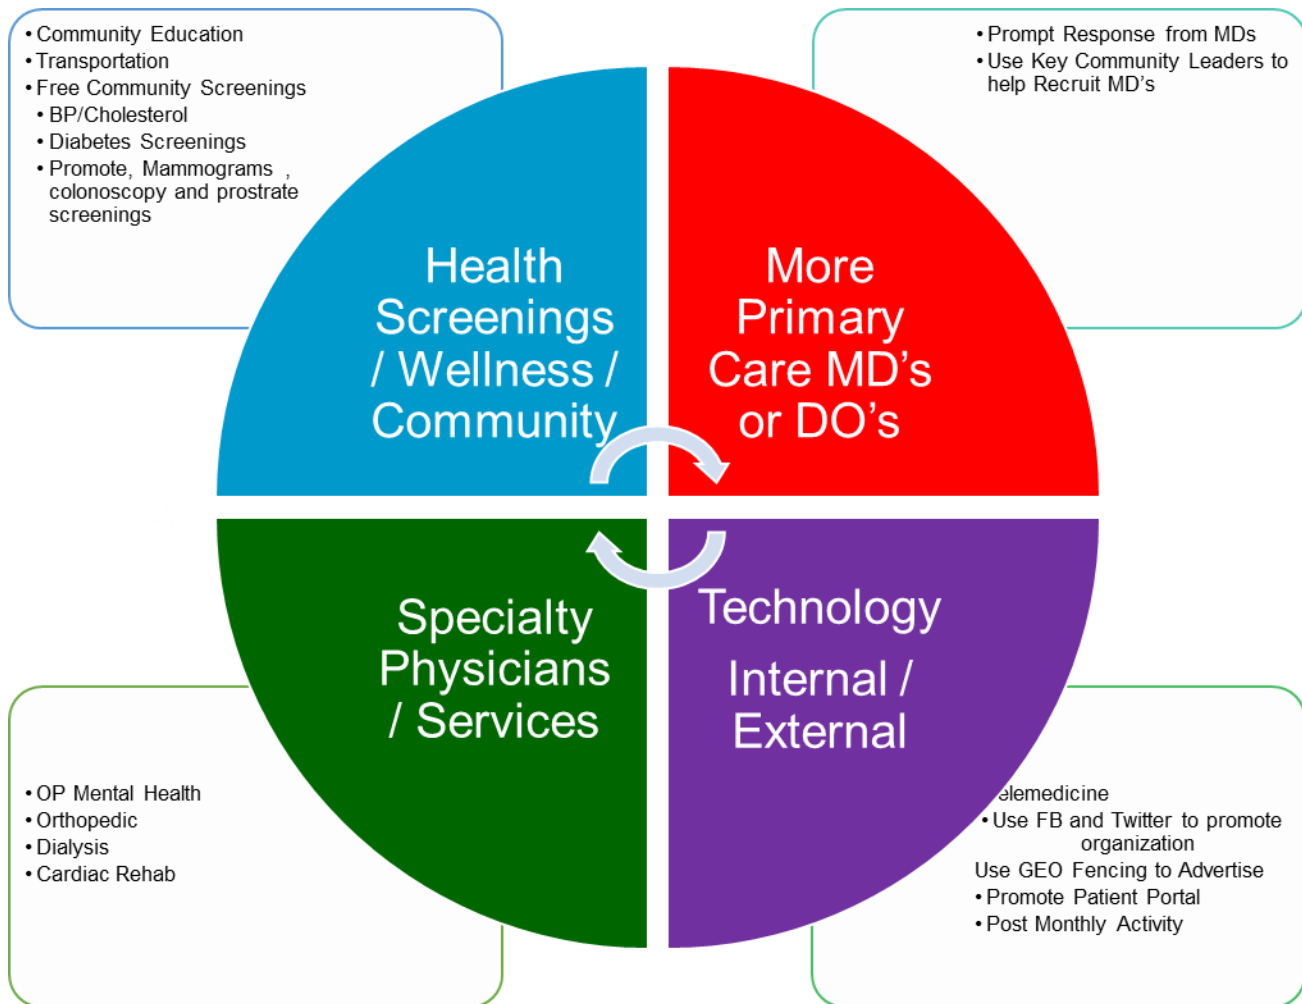 • Community Education
• Transportation
• Free Community Screenings
• BP/Cholesterol
• Diabetes Screenings
• Promote, Mammograms ,
colonoscopy and prostrate
screenings
• Prompt Response from MDs
• Use Key Community Leaders to
help Recruit MD's
Health
Screenings
/ Wellness /
Community
More
Primary
Care MD's
or DO's
Specialty
Physicians
/ Services
Technology
Internal /
External
• OP Mental Health
• Orthopedic
• Dialysis
• Cardiac Rehab
elemedicine
• Use FB and Twitter to promote
organization
Use GEO Fencing to Advertise
• Promote Patient Portal
• Post Monthly Activity